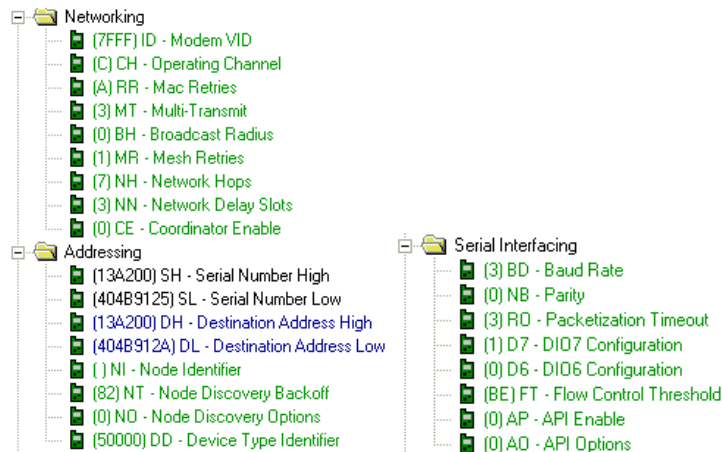 Networking
(7FFF) ID - Modem VID
(C) CH - Operating Channel
(A) RR - Mac Retries
(3) MT - Multi-Transmit
(0) BH - Broadcast Radius
(1) MR - Mesh Retries
(7) NH - Network Hops
(3) NN - Network Delay Slots
(0) CE - Coordinator Enable
Addressing
(13A200) SH - Serial Number High
(404B9125) SL - Serial Number Low
(13A200) DH - Destination Address High
(404B912A) DL - Destination Address Low
( ) NI - Node Identifier
(82) NT - Node Discovery Backoff
(0) NO - Node Discovery Options
(50000) DD - Device Type Identifier
Serial Interfacing
(3) BD - Baud Rate
(0) NB - Parity
(3) RO - Packetization Timeout
(1) D7 - DIO7 Configuration
(0) D6 - DIO6 Configuration
(BE) FT - Flow Control Threshold
(0) AP - API Enable
(0) AO - API Options